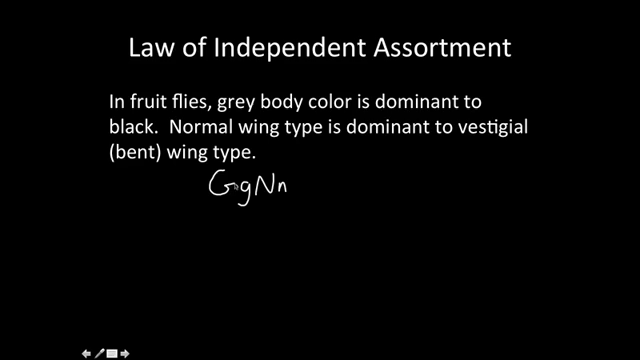 Law of Independent Assortment
In fruit flies, grey body color is dominant to
black. Normal wing type is dominant to vestigial
(bent) wing type.
GgNn